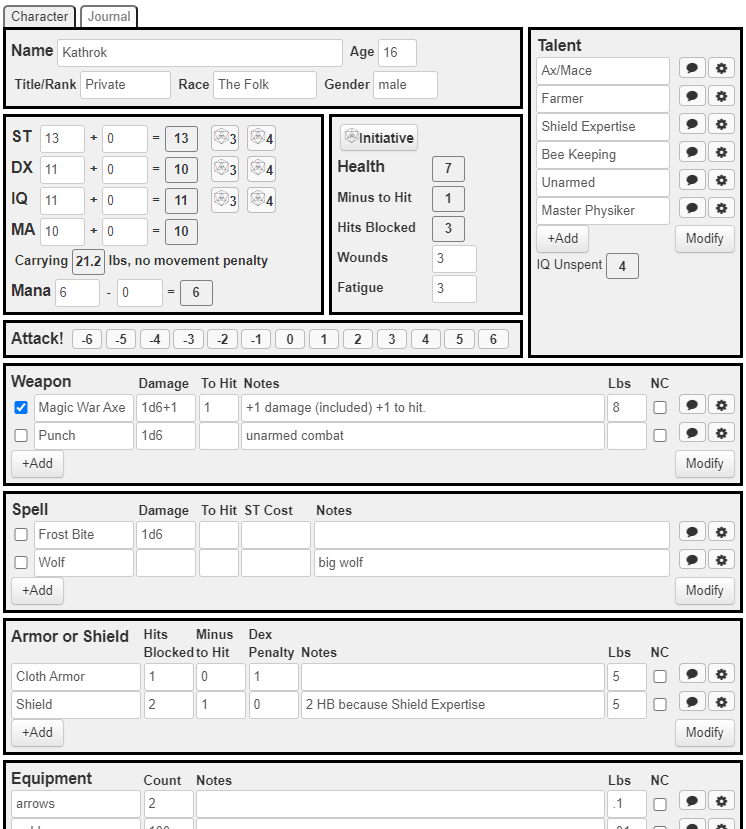 Character Journal
Name Kathrok Age 16
Title/Rank Private Race The Folk Gender male
ST 13 + 0 = 13 3 4
DX 11 + 0 = 10 3 4
IQ 11 + 0 = 11 3 4
MA 10 + 0 = 10
Carrying 21.2 lbs, no movement penalty
Mana 6 - 0 = 6
Initiative
Health 7
Minus to Hit 1
Hits Blocked 3
Wounds 3
Fatigue 3
Talent
Ax/Mace
Farmer
Shield Expertise
Bee Keeping
Unarmed
Master Physiker
+Add Modify
IQ Unspent 4
Attack! -6 -5 -4 -3 -2 -1 0 1 2 3 4 5 6
Weapon Damage To Hit Notes Lbs NC
Magic War Axe 1d6+1 1 +1 damage (included) +1 to hit. 8
Punch 1d6 unarmed combat
+Add Modify
Spell Damage To Hit ST Cost Notes
Frost Bite 1d6
Wolf big wolf
+Add Modify
Armor or Shield Hits Minus Dex
Blocked to Hit Penalty Notes Lbs NC
Cloth Armor 1 0 1 5
Shield 2 1 0 2 HB because Shield Expertise 5
+Add Modify
Equipment Count Notes Lbs NC
arrows 2 .1